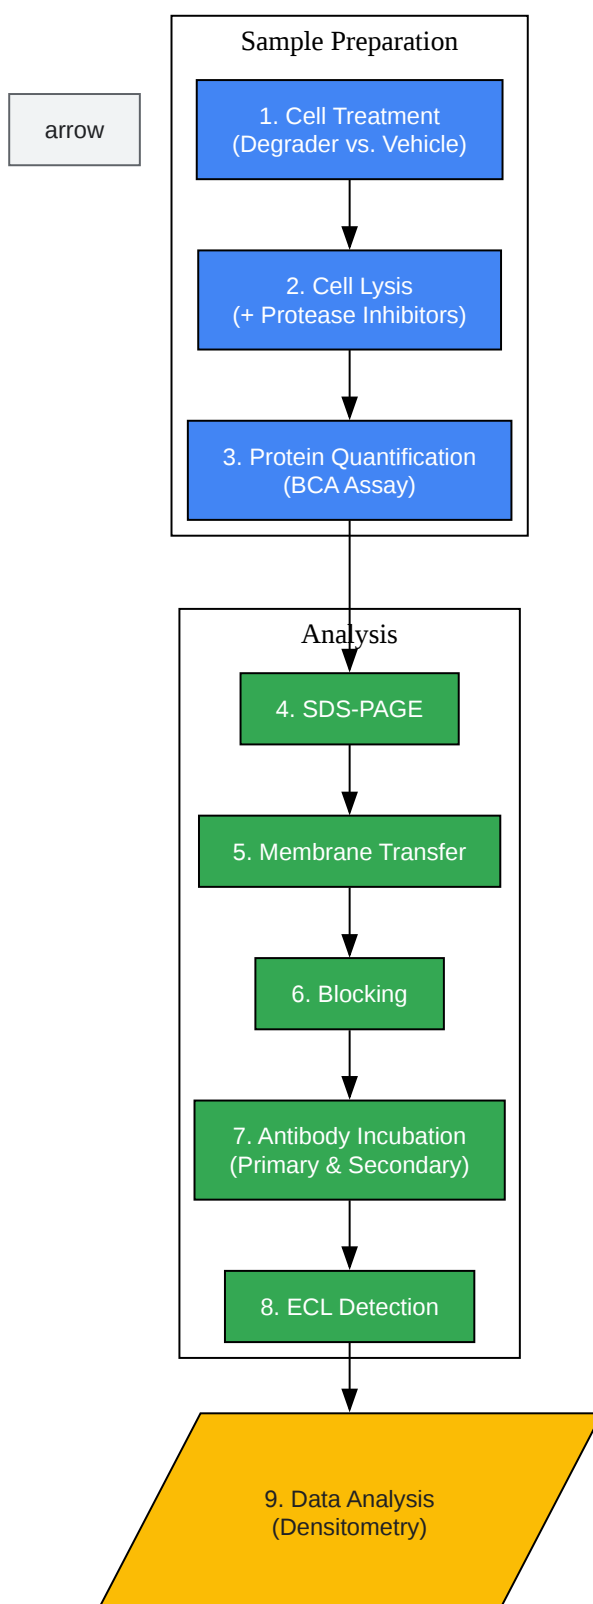 Sample Preparation
arrow
1. Cell Treatment
(Degrader vs. Vehicle)
2. Cell Lysis
(+ Protease Inhibitors)
3. Protein Quantification
(BCA Assay)
Analysis
4. SDS-PAGE
5. Membrane Transfer
6. Blocking
7. Antibody Incubation
(Primary & Secondary)
8. ECL Detection
9. Data Analysis
(Densitometry)